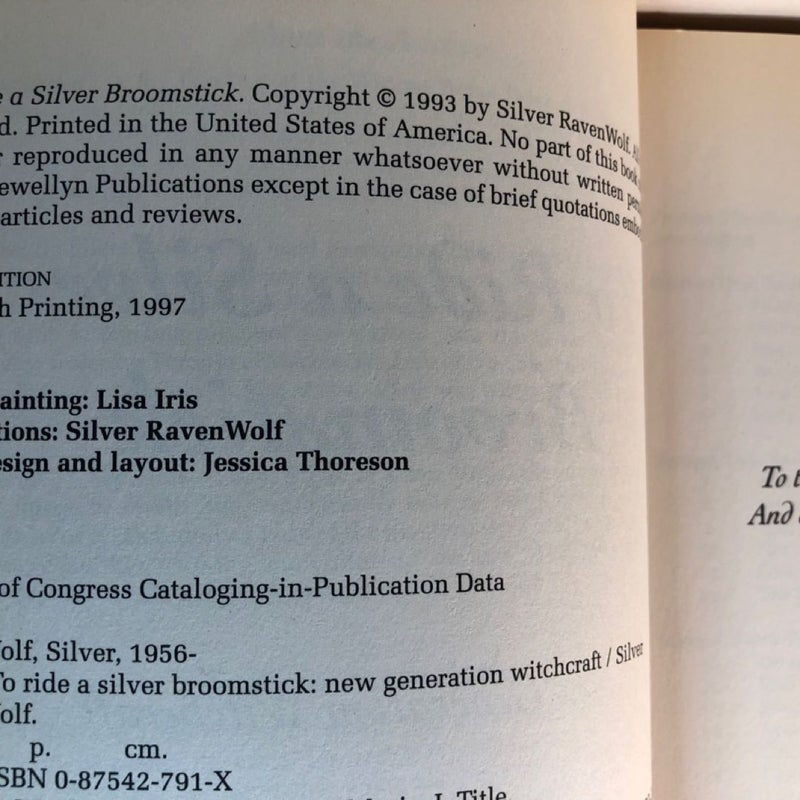 a Silver Broomstick. Copyright © 1993 by Silver RavenWolf.
d. Printed in the United States of America. No part of this book
reproduced in any manner whatsoever without written
ewellyn Publications except in the case of brief quotations
articles and reviews.
ITION
h Printing, 1997
ainting: Lisa Iris
tions: Silver RavenWolf
esign and layout: Jessica Thoreson
of Congress Cataloging-in-Publication Data
olf, Silver, 1956-
To ride a silver broomstick: new generation witchcraft / Silver
olf.
p. cm.
ISBN 0-87542-791-X
I. Title
To t
And